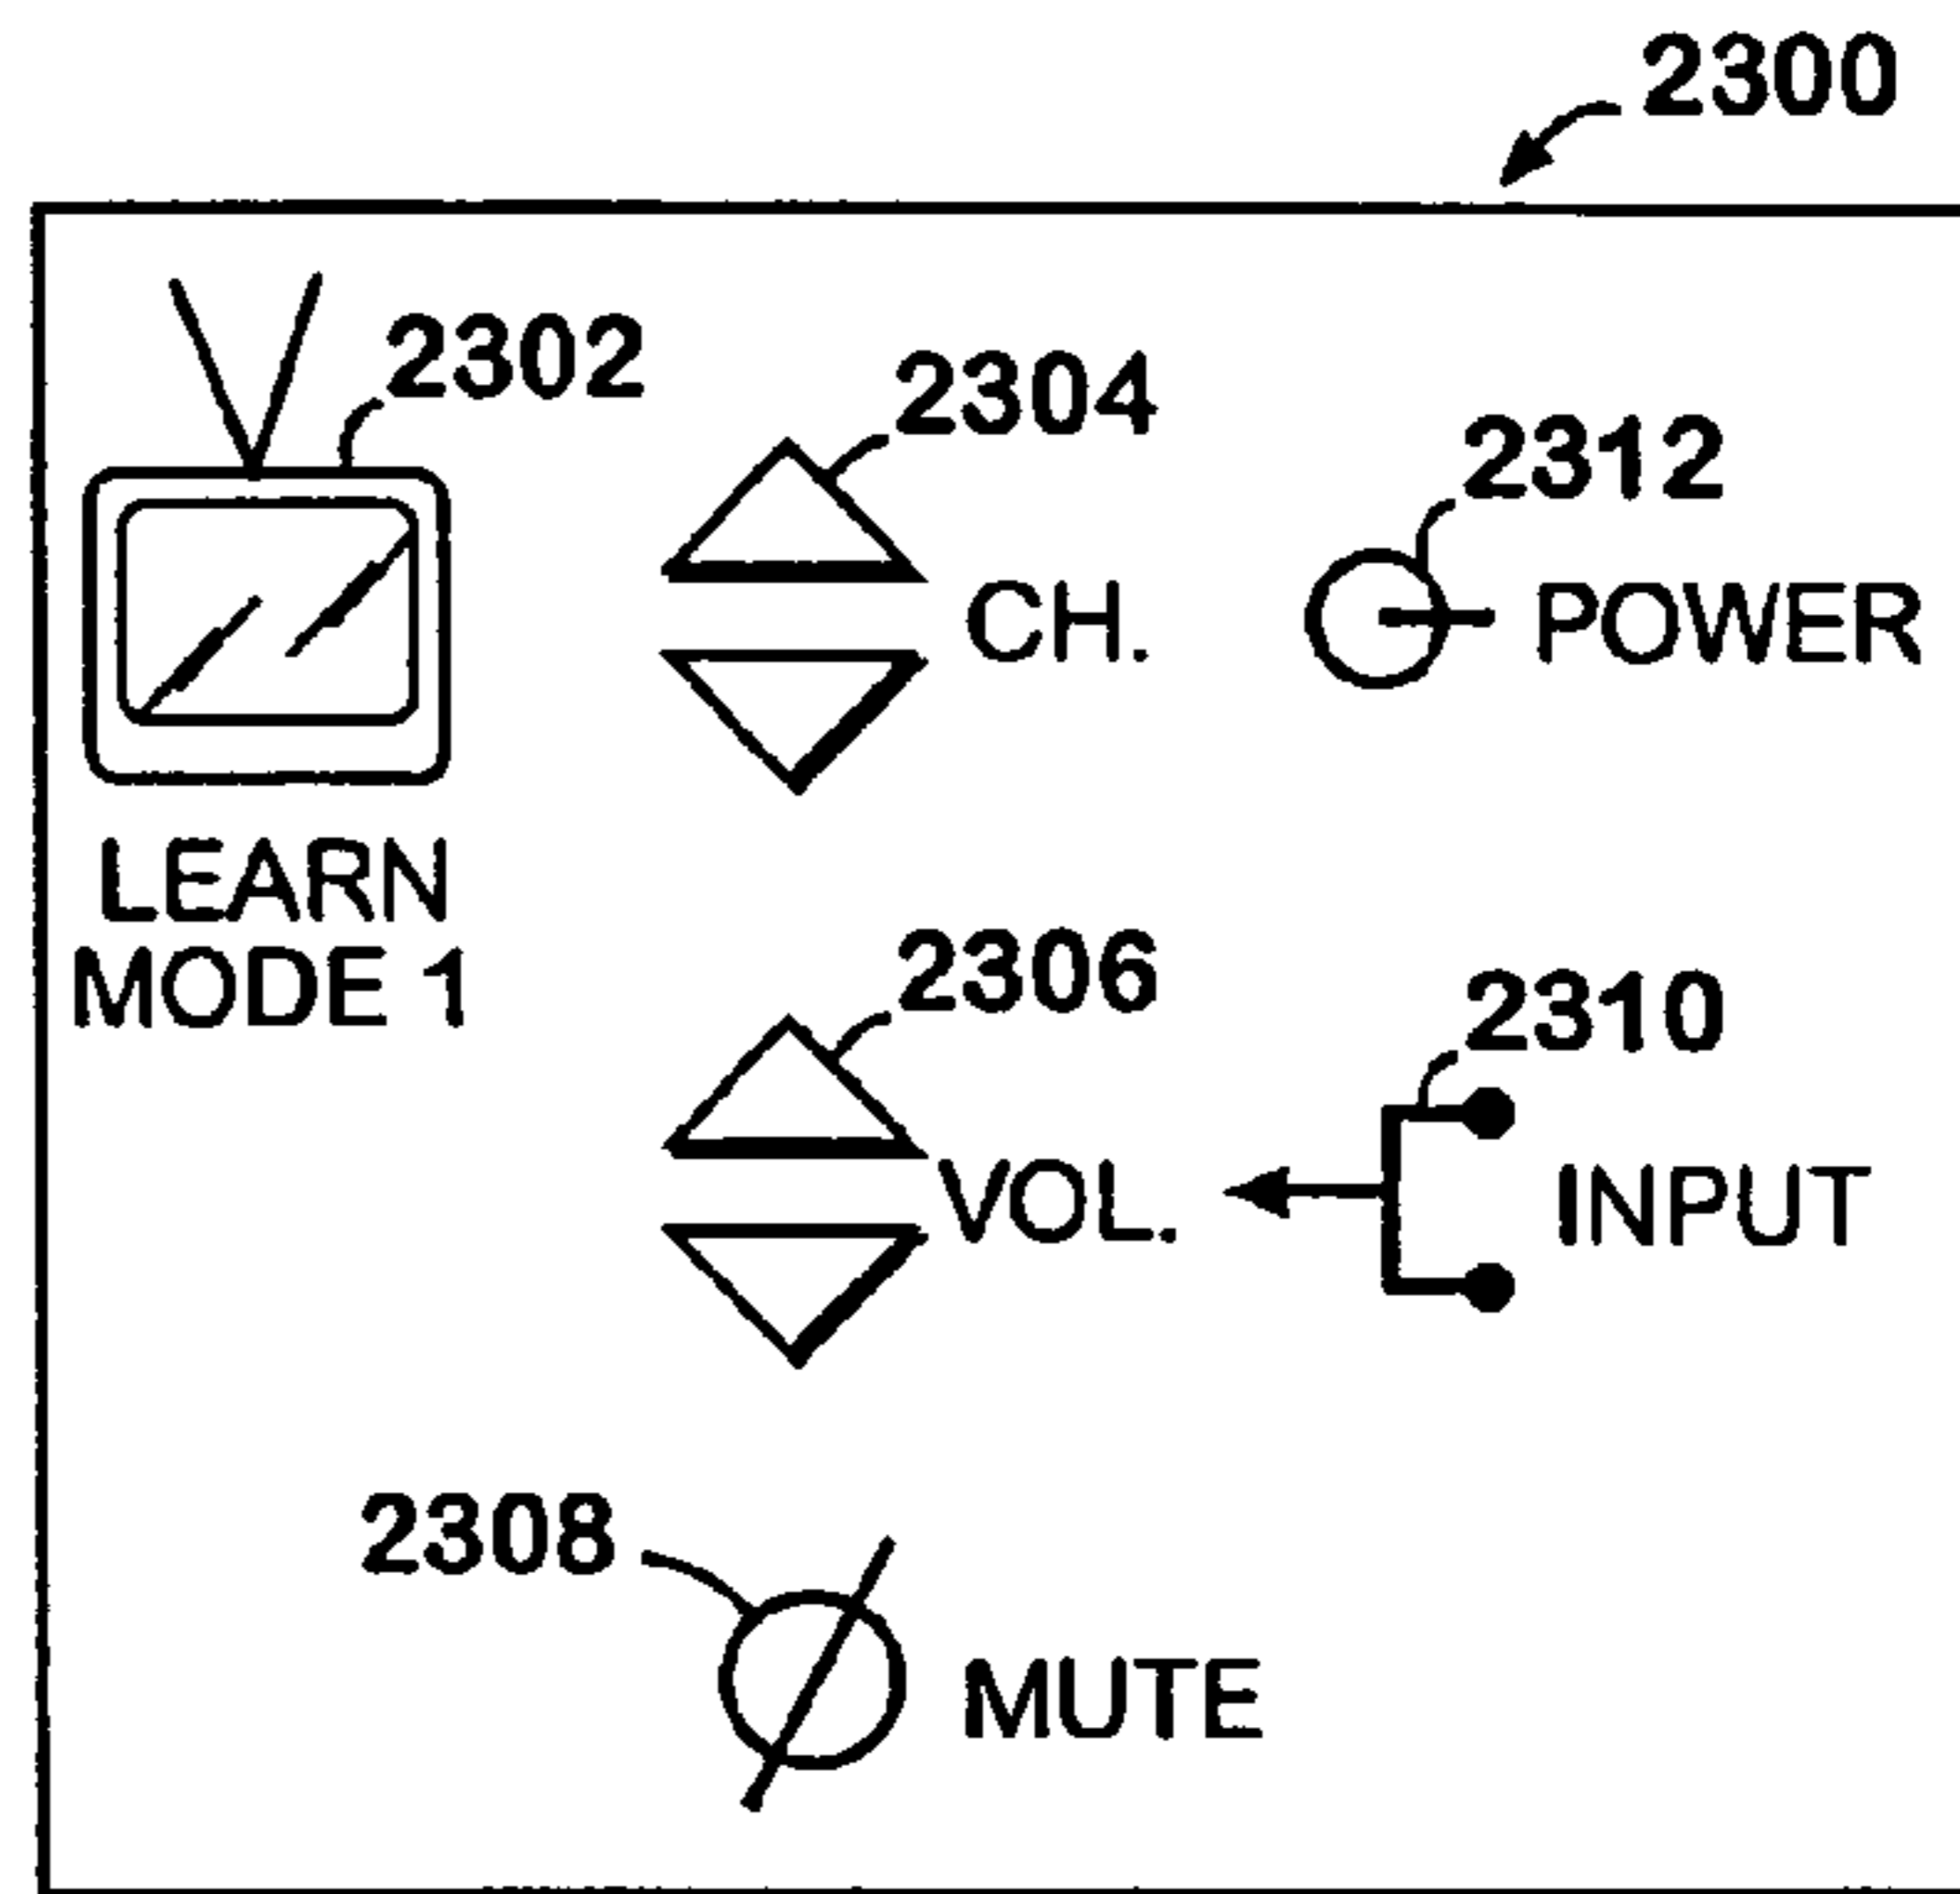 2300
2302
2304
2312
CH.
POWER
LEARN
MODE 1
2306
2310
VOL.
INPUT
2308
MUTE